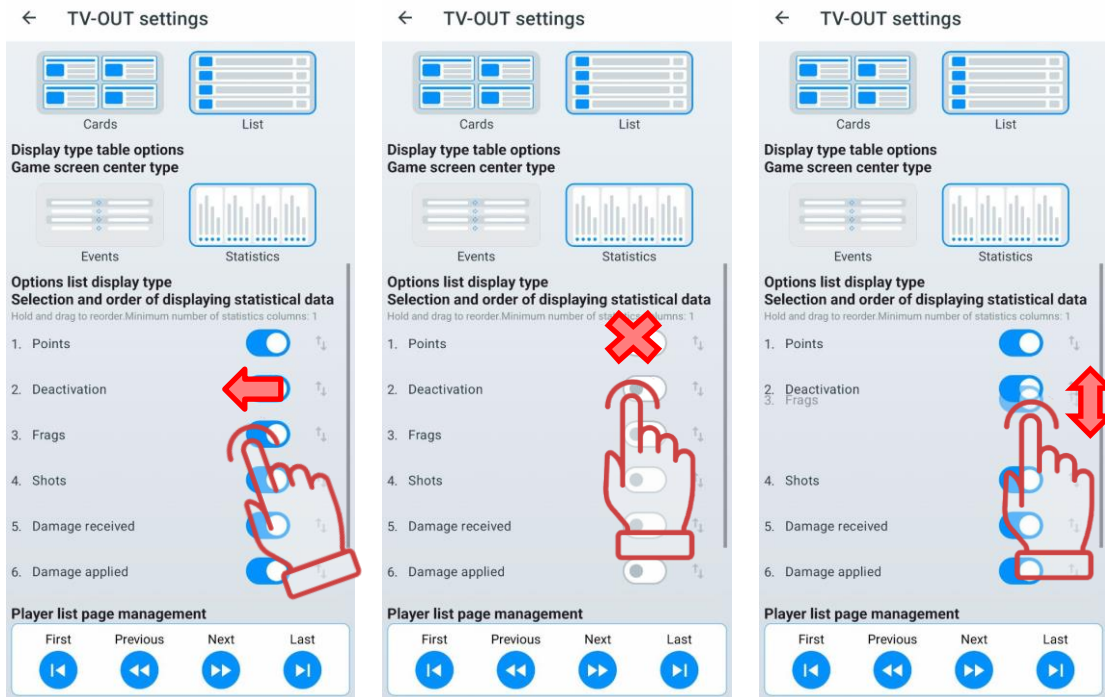 TV-OUT settings
Cards List
Display type table options
Game screen center type
Events Statistics
Options list display type
Selection and order of displaying statistical data
Hold and drag to reorder.Minimum number of statistics columns: 1
1. Points
2. Deactivation
3. Frags
4. Shots
5. Damage received
6. Damage applied
Player list page management
First Previous Next Last
TV-OUT settings
Cards List
Display type table options
Game screen center type
Events Statistics
Options list display type
Selection and order of displaying statistical data
Hold and drag to reorder.Minimum number of columns: 1
1. Points
2. Deactivation
3. Frags
4. Shots
5. Damage received
6. Damage applied
Player list page management
First Previous Next Last
TV-OUT settings
Cards List
Display type table options
Game screen center type
Events Statistics
Options list display type
Selection and order of displaying statistical data
Hold and drag to reorder.Minimum number of statistics columns: 1
1. Points
2. Deactivation
3. Frags
4. Shots
5. Damage received
6. Damage applied
Player list page management
First Previous Next Last